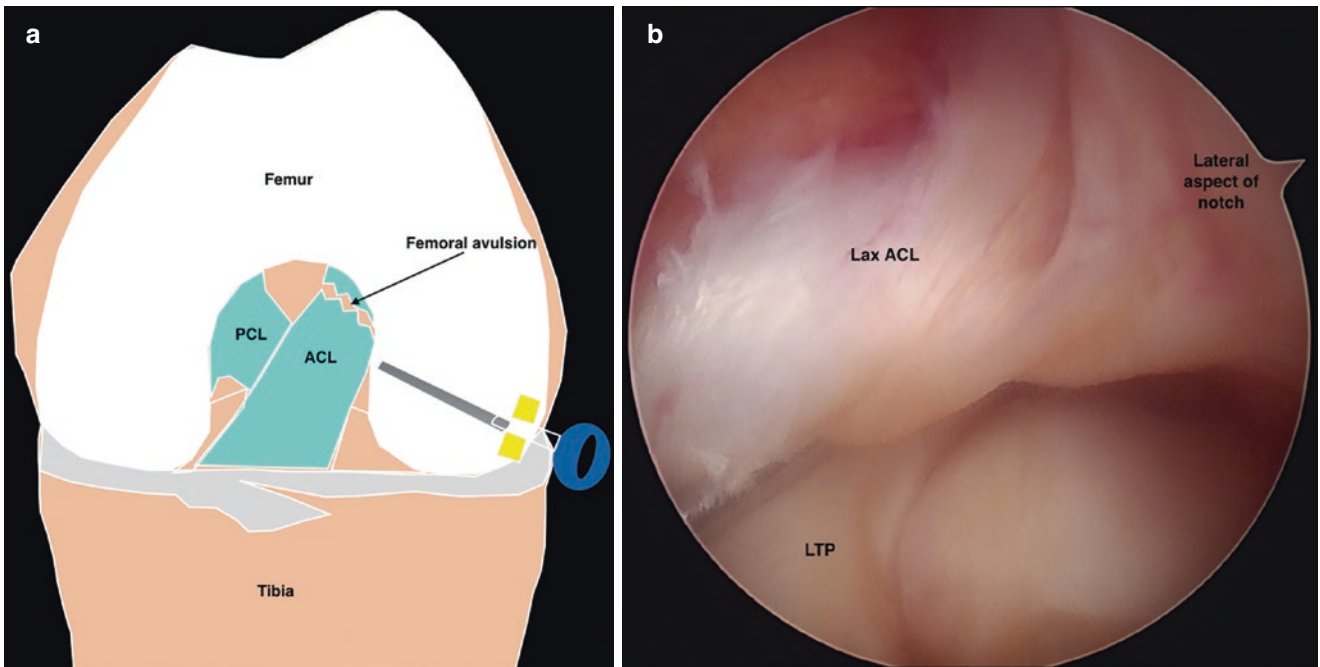 a
Femur
Femoral avulsion
PCL
ACL
Tibia
b
Lateral
aspect of
notch
Lax ACL
LTP